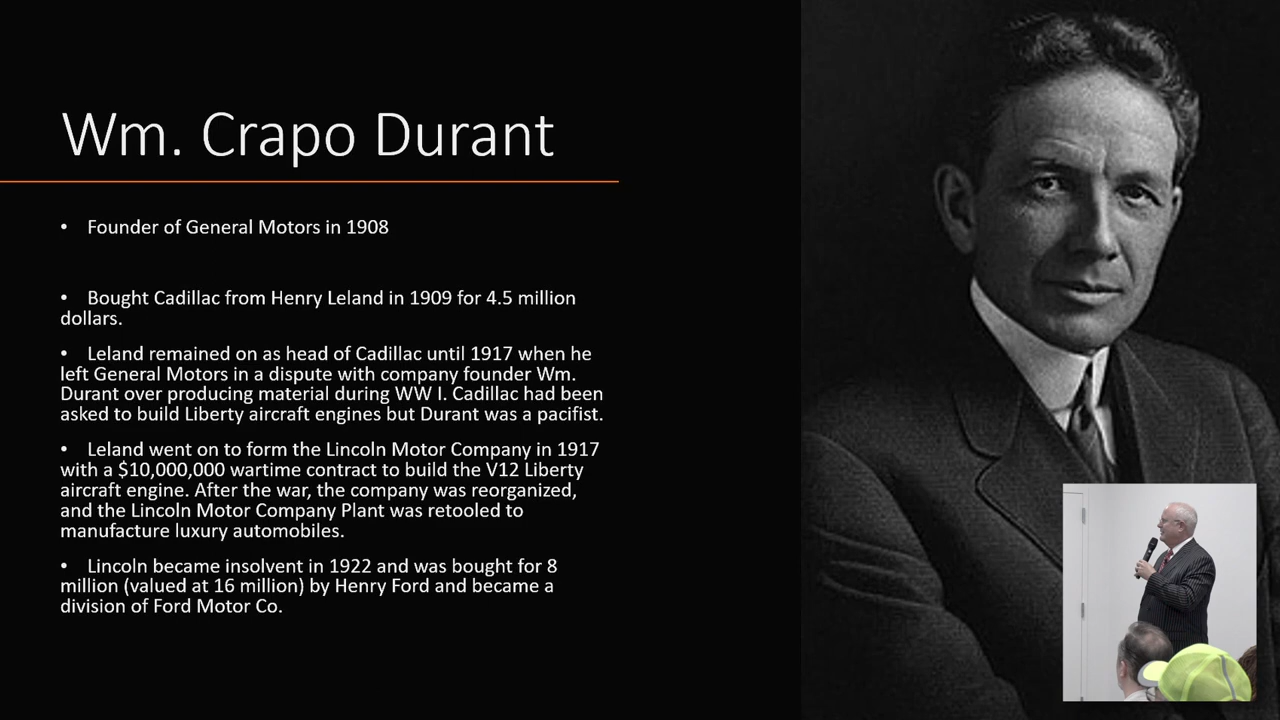 Wm. Crapo Durant
• Founder of General Motors in 1908
• Bought Cadillac from Henry Leland in 1909 for 4.5 million
dollars.
• Leland remained on as head of Cadillac until 1917 when he
left General Motors in a dispute with company founder Wm.
Durant over producing material during WW I. Cadillac had been
asked to build Liberty aircraft engines but Durant was a pacifist.
• Leland went on to form the Lincoln Motor Company in 1917
with a $10,000,000 wartime contract to build the V12 Liberty
aircraft engine. After the war, the company was reorganized,
and the Lincoln Motor Company Plant was retooled to
manufacture luxury automobiles.
• Lincoln became insolvent in 1922 and was bought for 8
million (valued at 16 million) by Henry Ford and became a
division of Ford Motor Co.